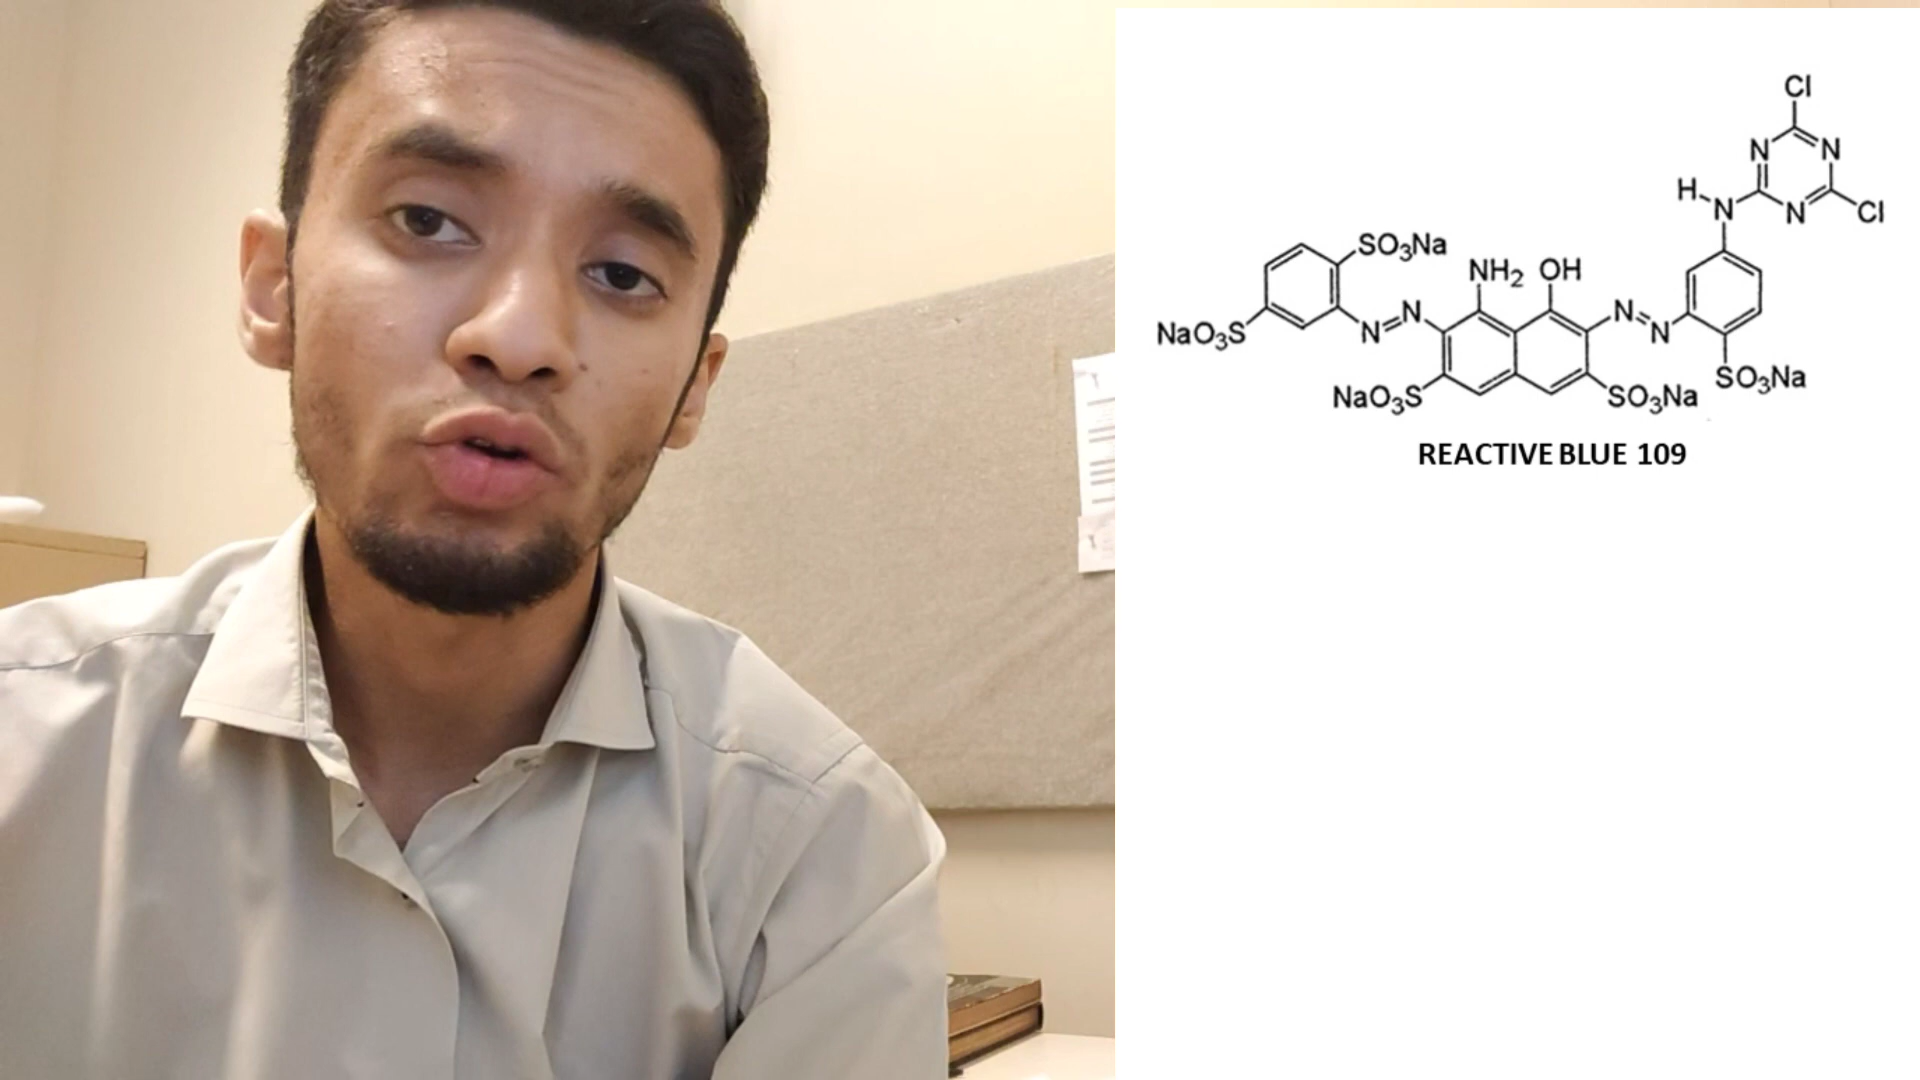 Cl
N N
H
N N Cl
SO3Na
NH2 OH
NaO3S N=N N=N
NaO3S SO3Na SO3Na
REACTIVE BLUE 109